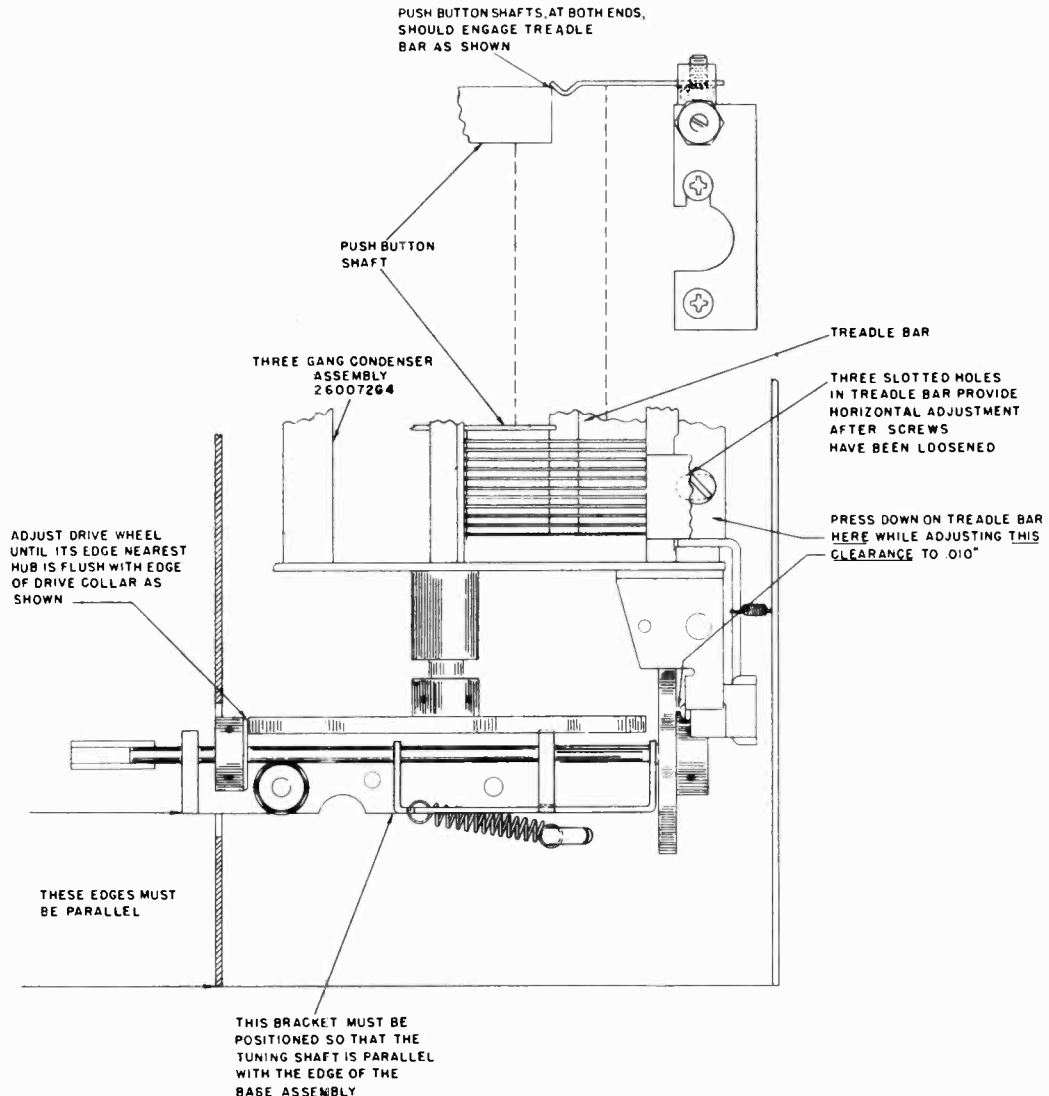 PUSH BUTTON SHAFTS, AT BOTH ENDS,
SHOULD ENGAGE TREADLE
BAR AS SHOWN
PUSH BUTTON
SHAFT
TREADLE BAR
THREE GANG CONDENSER
ASSEMBLY
26007264
THREE SLOTTED HOLES
IN TREADLE BAR PROVIDE
HORIZONTAL ADJUSTMENT
AFTER SCREWS
HAVE BEEN LOOSENED
PRESS DOWN ON TREADLE BAR
HERE WHILE ADJUSTING THIS
CLEARANCE TO .010"
ADJUST DRIVE WHEEL
UNTIL ITS EDGE NEAREST
HUB IS FLUSH WITH EDGE
OF DRIVE COLLAR AS
SHOWN
THESE EDGES MUST
BE PARALLEL
THIS BRACKET MUST BE
POSITIONED SO THAT THE
TUNING SHAFT IS PARALLEL
WITH THE EDGE OF THE
BASE ASSEMBLY